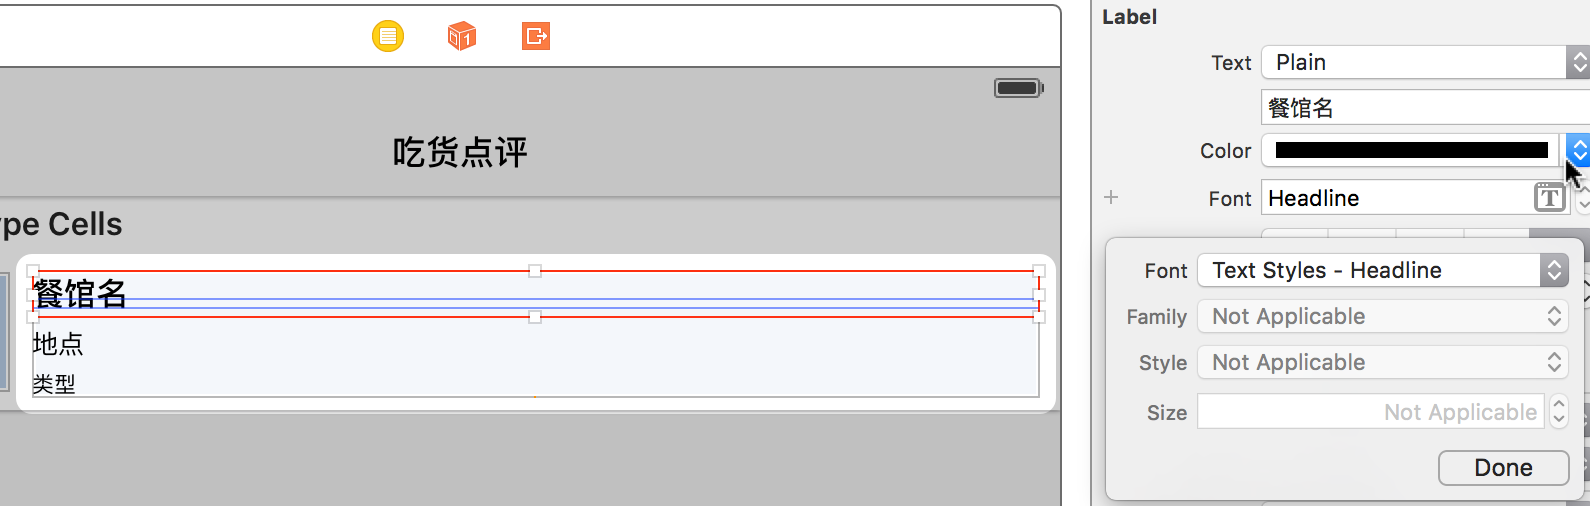 吃货点评
ype Cells
餐馆名
地点
类型
Label
Text Plain
餐馆名
Color
Font Headline T
Font Text Styles - Headline
Family Not Applicable
Style Not Applicable
Size Not Applicable
Done